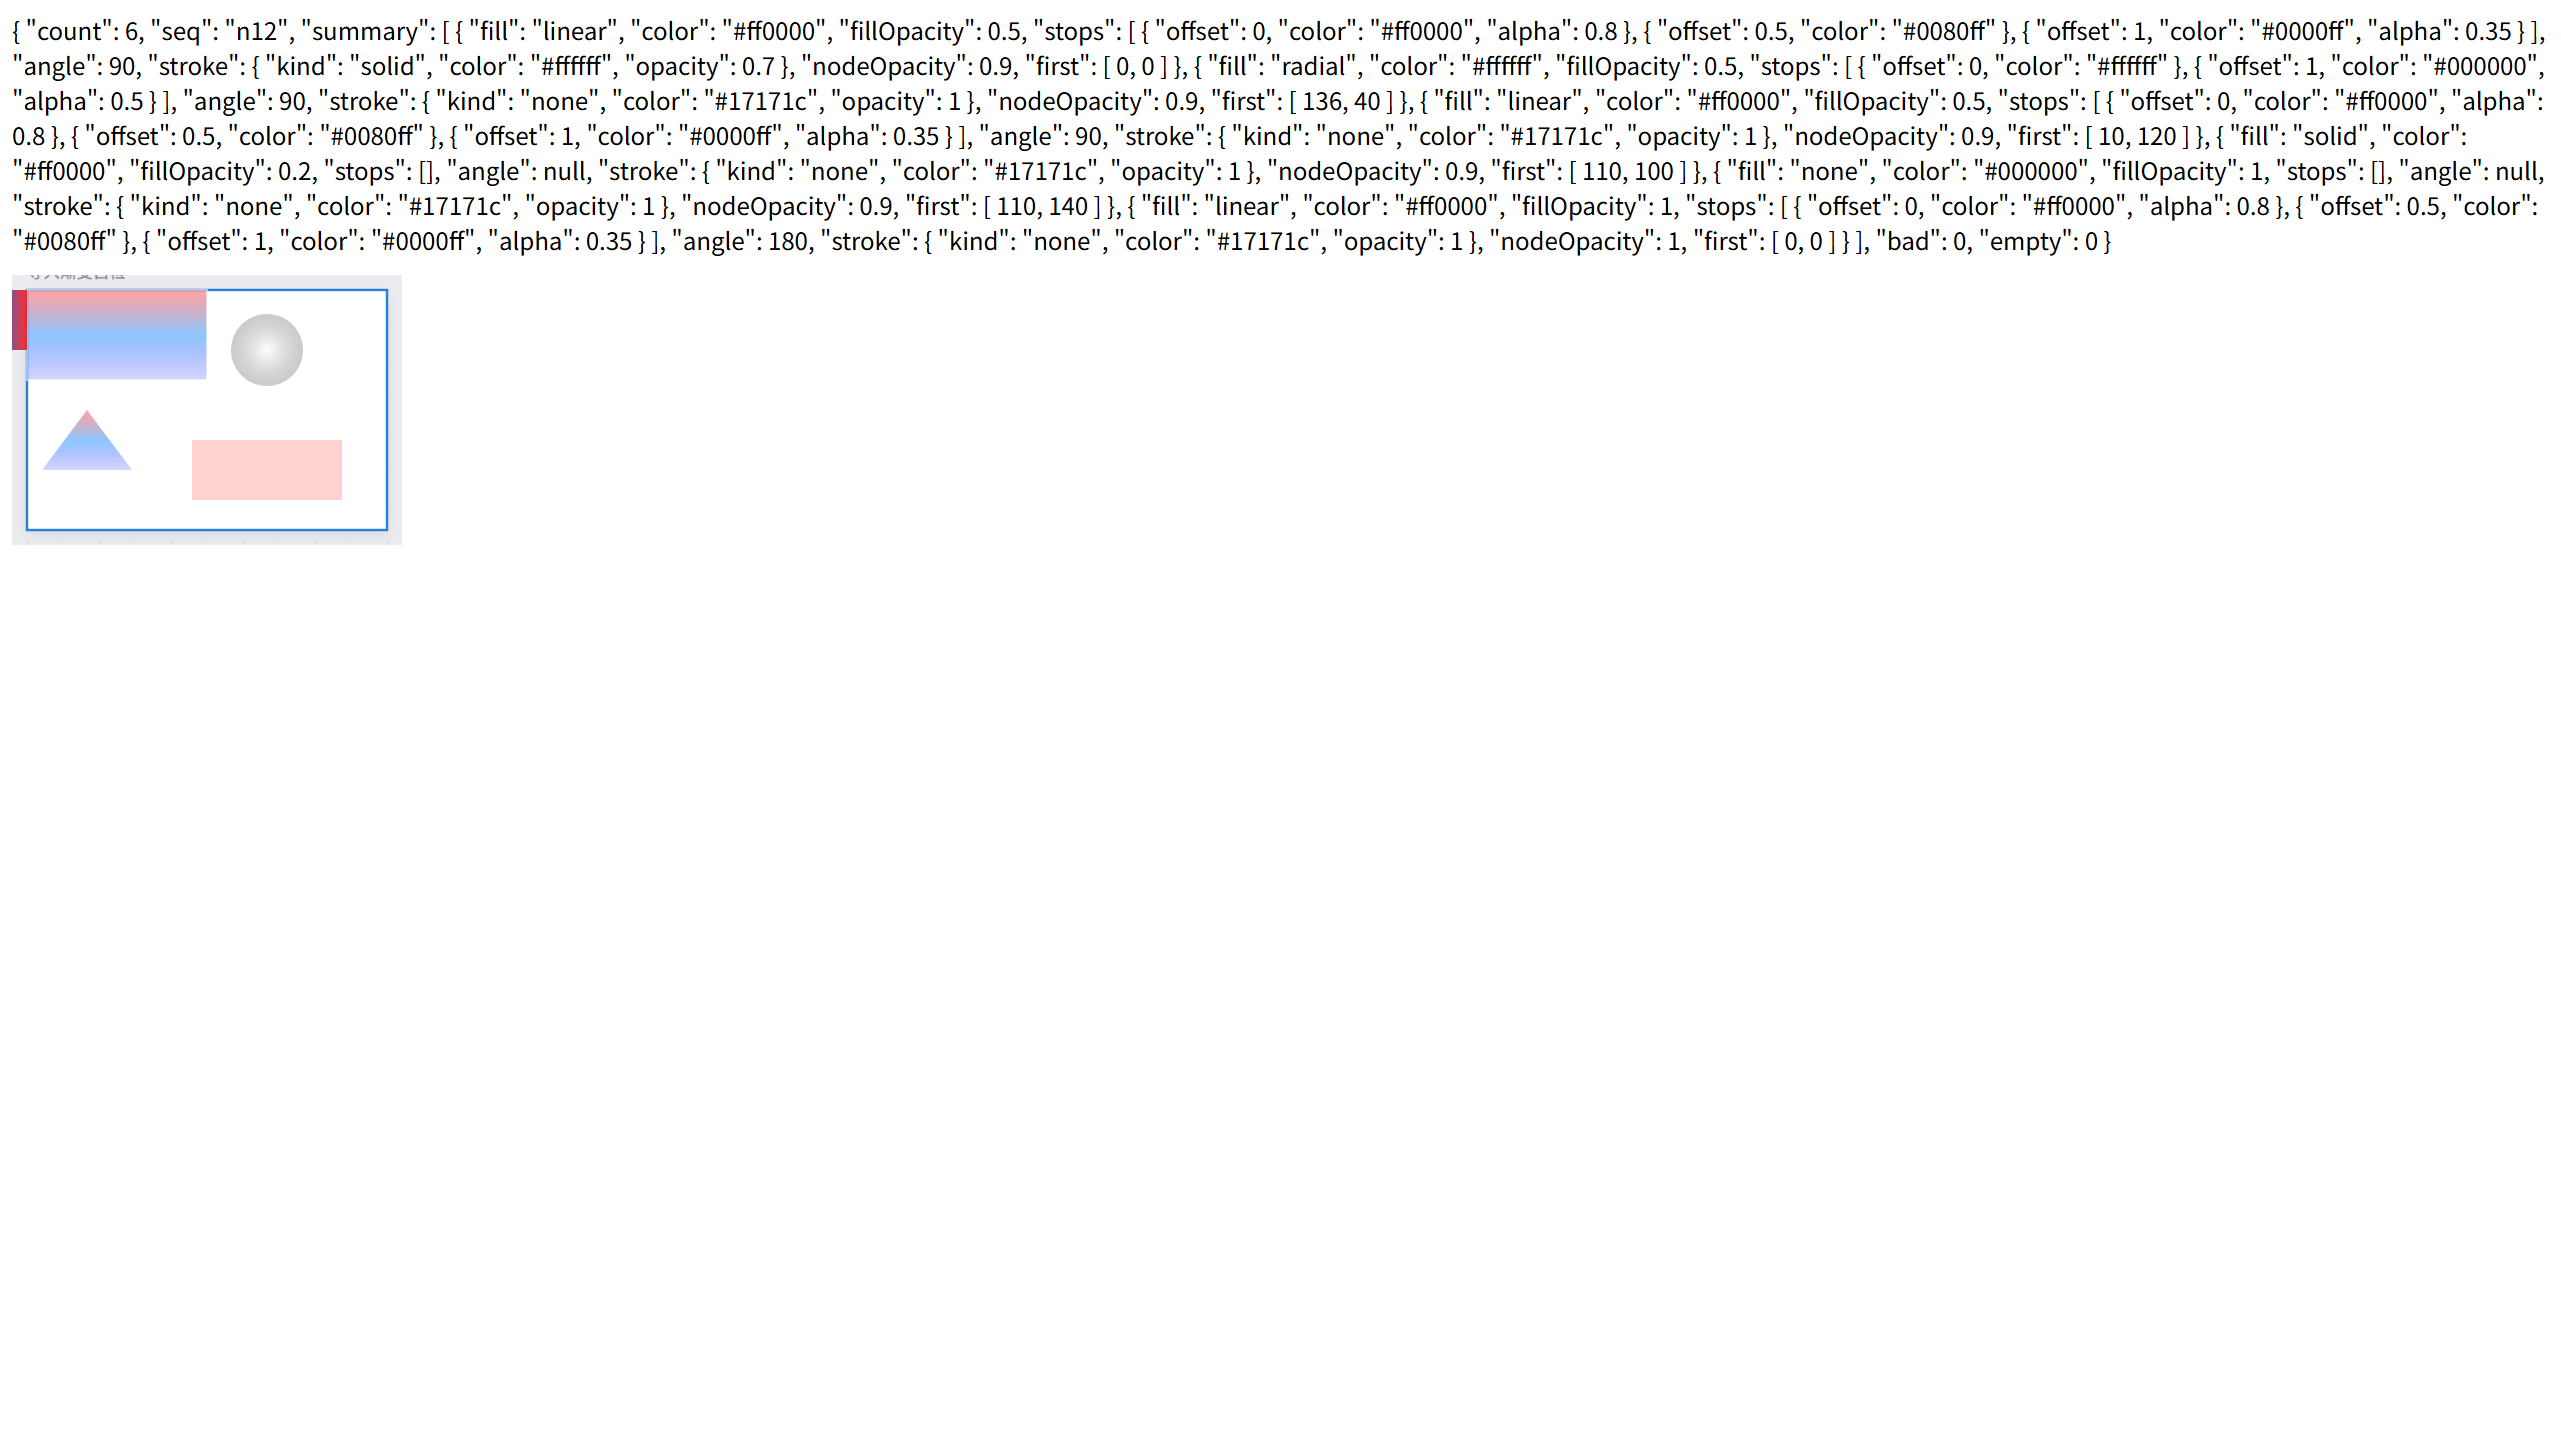 { "count": 6, "seq": "n12", "summary": [ { "fill": "linear", "color": "#ff0000", "fillOpacity": 0.5, "stops": [ { "offset": 0, "color": "#ff0000", "alpha": 0.8 }, { "offset": 0.5, "color": "#0080ff" }, { "offset": 1, "color": "#0000ff", "alpha": 0.35 } ],
"angle": 90, "stroke": { "kind": "solid", "color": "#ffffff", "opacity": 0.7 }, "nodeOpacity": 0.9, "first": [ 0, 0 ] }, { "fill": "radial", "color": "#ffffff", "fillOpacity": 0.5, "stops": [ { "offset": 0, "color": "#ffffff" }, { "offset": 1, "color": "#000000",
"alpha": 0.5 } ], "angle": 90, "stroke": { "kind": "none", "color": "#17171c", "opacity": 1 }, "nodeOpacity": 0.9, "first": [ 136, 40 ] }, { "fill": "linear", "color": "#ff0000", "fillOpacity": 0.5, "stops": [ { "offset": 0, "color": "#ff0000", "alpha":
0.8 }, { "offset": 0.5, "color": "#0080ff" }, { "offset": 1, "color": "#0000ff", "alpha": 0.35 } ], "angle": 90, "stroke": { "kind": "none", "color": "#17171c", "opacity": 1 }, "nodeOpacity": 0.9, "first": [ 10, 120 ] }, { "fill": "solid", "color":
"#ff0000", "fillOpacity": 0.2, "stops": [], "angle": null, "stroke": { "kind": "none", "color": "#17171c", "opacity": 1 }, "nodeOpacity": 0.9, "first": [ 110, 100 ] }, { "fill": "none", "color": "#000000", "fillOpacity": 1, "stops": [], "angle": null,
"stroke": { "kind": "none", "color": "#17171c", "opacity": 1 }, "nodeOpacity": 0.9, "first": [ 110, 140 ] }, { "fill": "linear", "color": "#ff0000", "fillOpacity": 1, "stops": [ { "offset": 0, "color": "#ff0000", "alpha": 0.8 }, { "offset": 0.5, "color":
"#0080ff" }, { "offset": 1, "color": "#0000ff", "alpha": 0.35 } ], "angle": 180, "stroke": { "kind": "none", "color": "#17171c", "opacity": 1 }, "nodeOpacity": 1, "first": [ 0, 0 ] } ], "bad": 0, "empty": 0 }